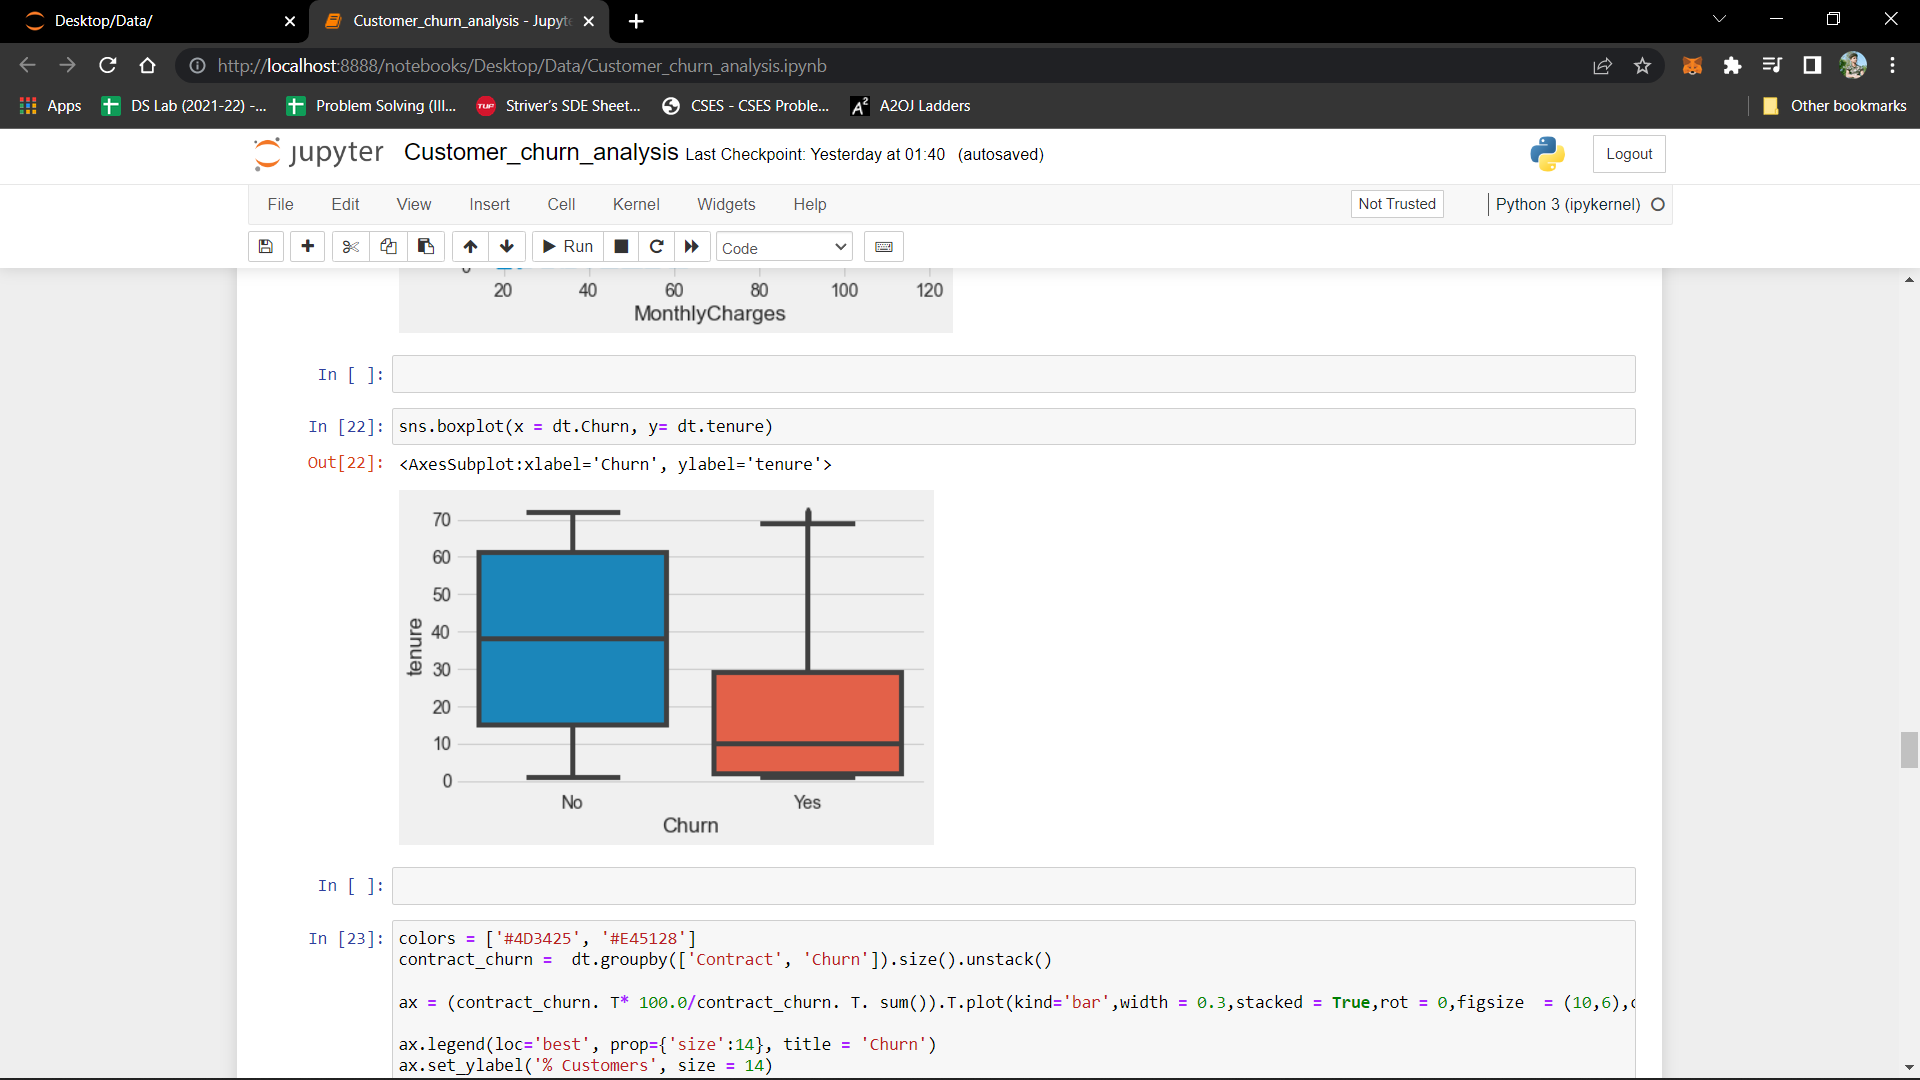 Desktop/Data/
Customer_churn_analysis - Jupyt
http://localhost:8888/notebooks/Desktop/Data/Customer_churn_analysis.ipynb
Apps
DS Lab (2021-22) -...
Problem Solving (III...
TUF
Striver's SDE Sheet...
CSES - CSES Proble...
A2OJ Ladders
Other bookmarks
jupyter Customer_churn_analysis Last Checkpoint: Yesterday at 01:40 (autosaved)
Logout
File Edit View Insert Cell Kernel Widgets Help
Not Trusted
Python 3 (ipykernel)
Run
Code
0
20 40 60 80 100 120
MonthlyCharges
In [ ]:
In [22]: sns.boxplot(x = dt.Churn, y= dt.tenure)
Out[22]: <AxesSubplot:xlabel='Churn', ylabel='tenure'>
70
60
50
40
30
20
10
0
tenure
No Yes
Churn
In [ ]:
In [23]: colors = ['#4D3425', '#E45128']
contract_churn = dt.groupby(['Contract', 'Churn']).size().unstack()
ax = (contract_churn. T* 100.0/contract_churn. T. sum()).T.plot(kind='bar',width = 0.3,stacked = True,rot = 0,figsize = (10,6),c
ax.legend(loc='best', prop={'size':14}, title = 'Churn')
ax.set_ylabel('% Customers', size = 14)